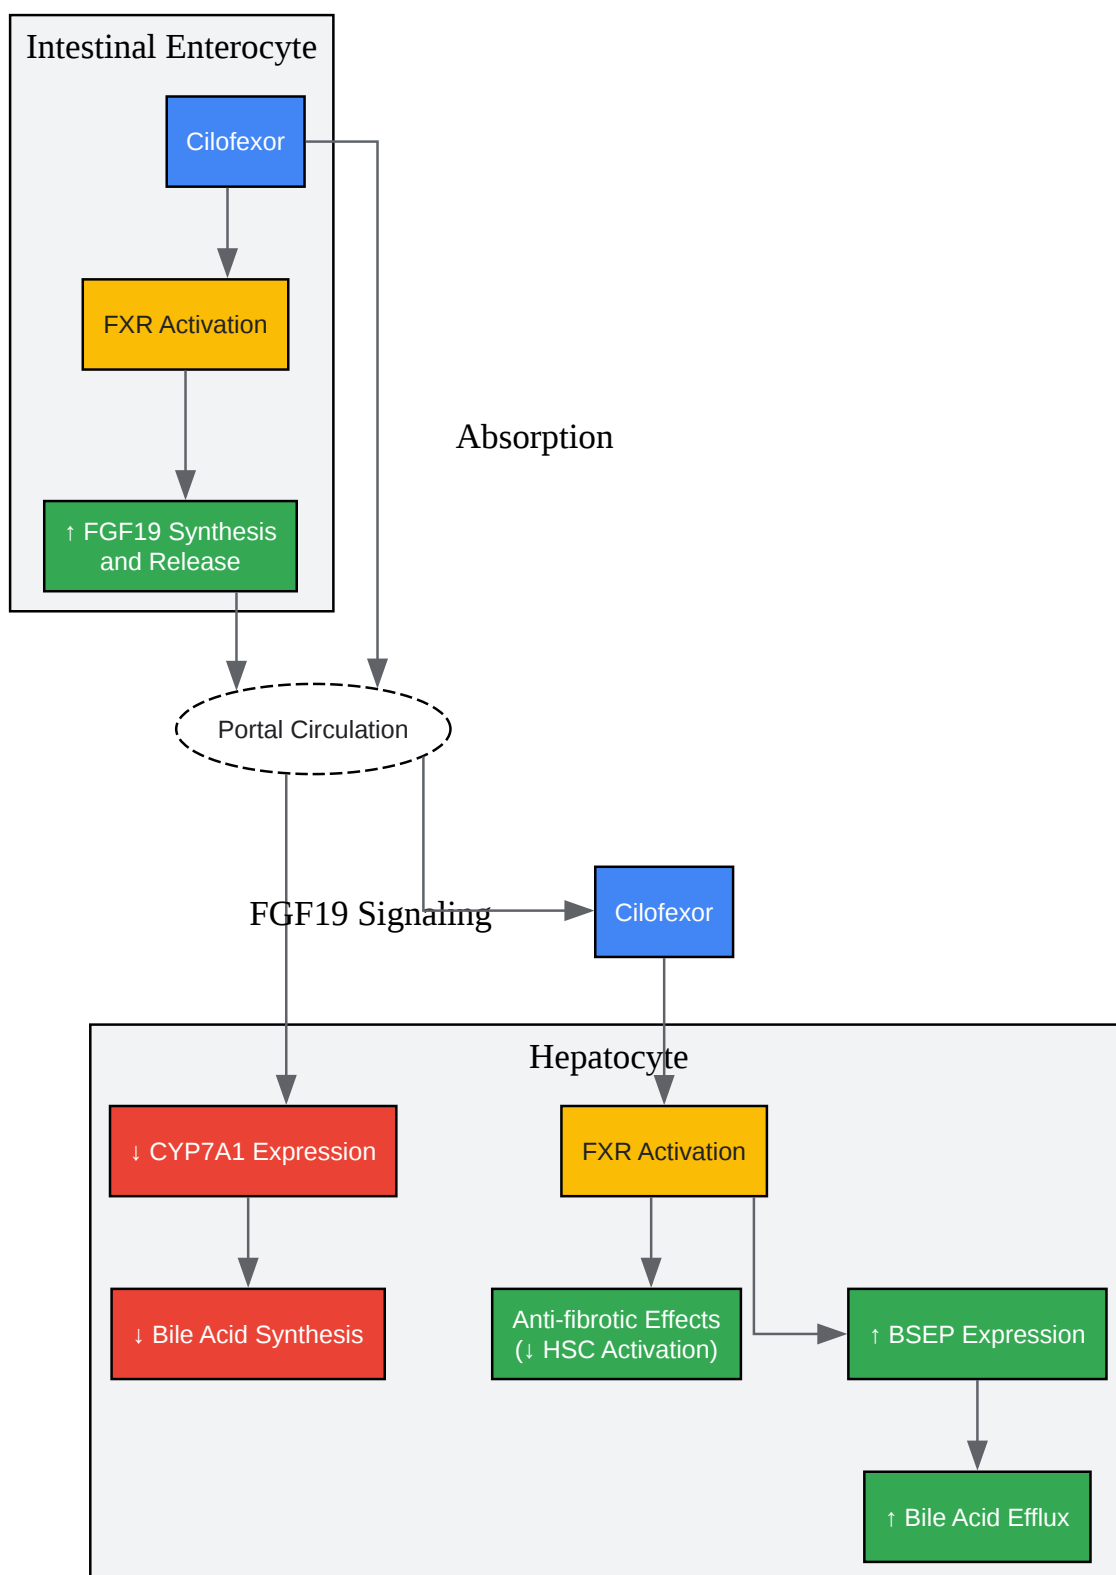 Intestinal Enterocyte
Cilofexor
FXR Activation
Absorption
↑ FGF19 Synthesis
and Release
Portal Circulation
FGF19 Signaling
Cilofexor
Hepatocyte
↓ CYP7A1 Expression
FXR Activation
↓ Bile Acid Synthesis
Anti-fibrotic Effects
(↓ HSC Activation)
↑ BSEP Expression
↑ Bile Acid Efflux